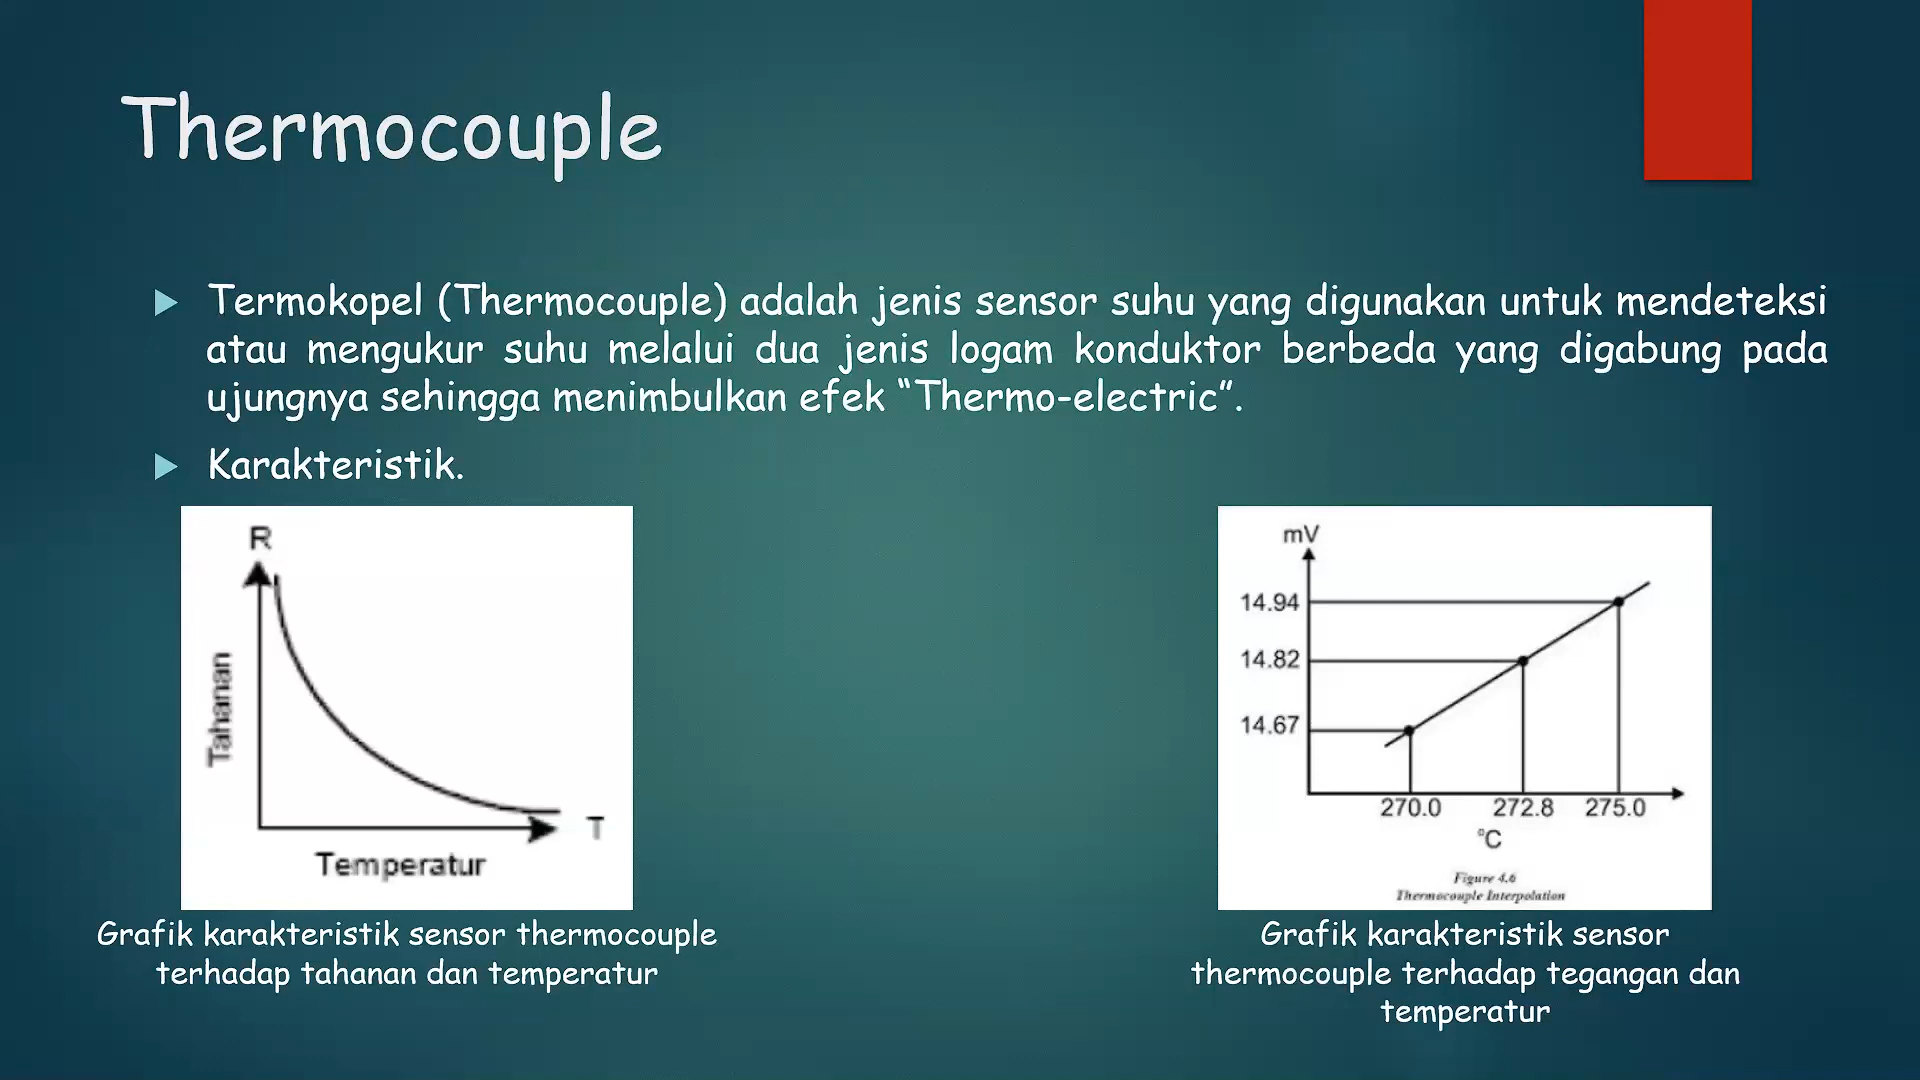 Thermocouple
Termokopel (Thermocouple) adalah jenis sensor suhu yang digunakan untuk mendeteksi
atau mengukur suhu melalui dua jenis logam konduktor berbeda yang digabung pada
ujungnya sehingga menimbulkan efek “Thermo-electric”.
Karakteristik.
R
Tahanan
T
Temperatur
Grafik karakteristik sensor thermocouple
terhadap tahanan dan temperatur
mV
14.94
14.82
14.67
270.0 272.8 275.0
°C
Figure 4.6
Thermocouple Interpolation
Grafik karakteristik sensor
thermocouple terhadap tegangan dan
temperatur